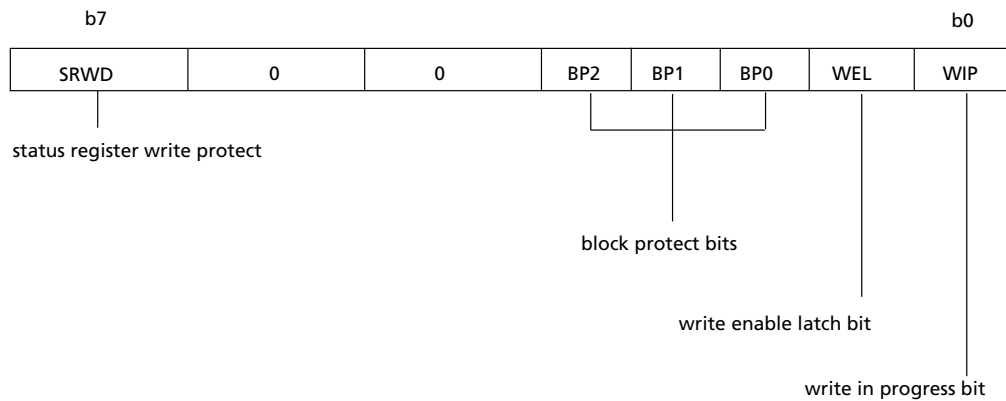 b7 b0
SRWD 0 0 BP2 BP1 BP0 WEL WIP
status register write protect
block protect bits
write enable latch bit
write in progress bit